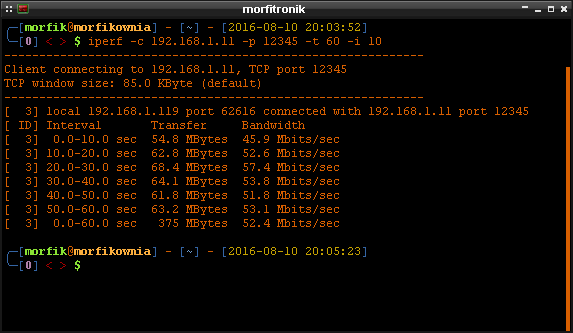 morfitronik
┌─[morfik@morfikownia] - [~] - [2016-08-10 20:03:52]
└─[0] <> $ iperf -c 192.168.1.11 -p 12345 -t 60 -i 10
------------------------------------------------------------
Client connecting to 192.168.1.11, TCP port 12345
TCP window size: 85.0 KByte (default)
------------------------------------------------------------
[  3] local 192.168.1.119 port 62616 connected with 192.168.1.11 port 12345
[ ID] Interval       Transfer     Bandwidth
[  3]  0.0-10.0 sec  54.8 MBytes  45.9 Mbits/sec
[  3] 10.0-20.0 sec  62.8 MBytes  52.6 Mbits/sec
[  3] 20.0-30.0 sec  68.4 MBytes  57.4 Mbits/sec
[  3] 30.0-40.0 sec  64.1 MBytes  53.8 Mbits/sec
[  3] 40.0-50.0 sec  61.8 MBytes  51.8 Mbits/sec
[  3] 50.0-60.0 sec  63.2 MBytes  53.1 Mbits/sec
[  3]  0.0-60.0 sec   375 MBytes  52.4 Mbits/sec
┌─[morfik@morfikownia] - [~] - [2016-08-10 20:05:23]
└─[0] <> $